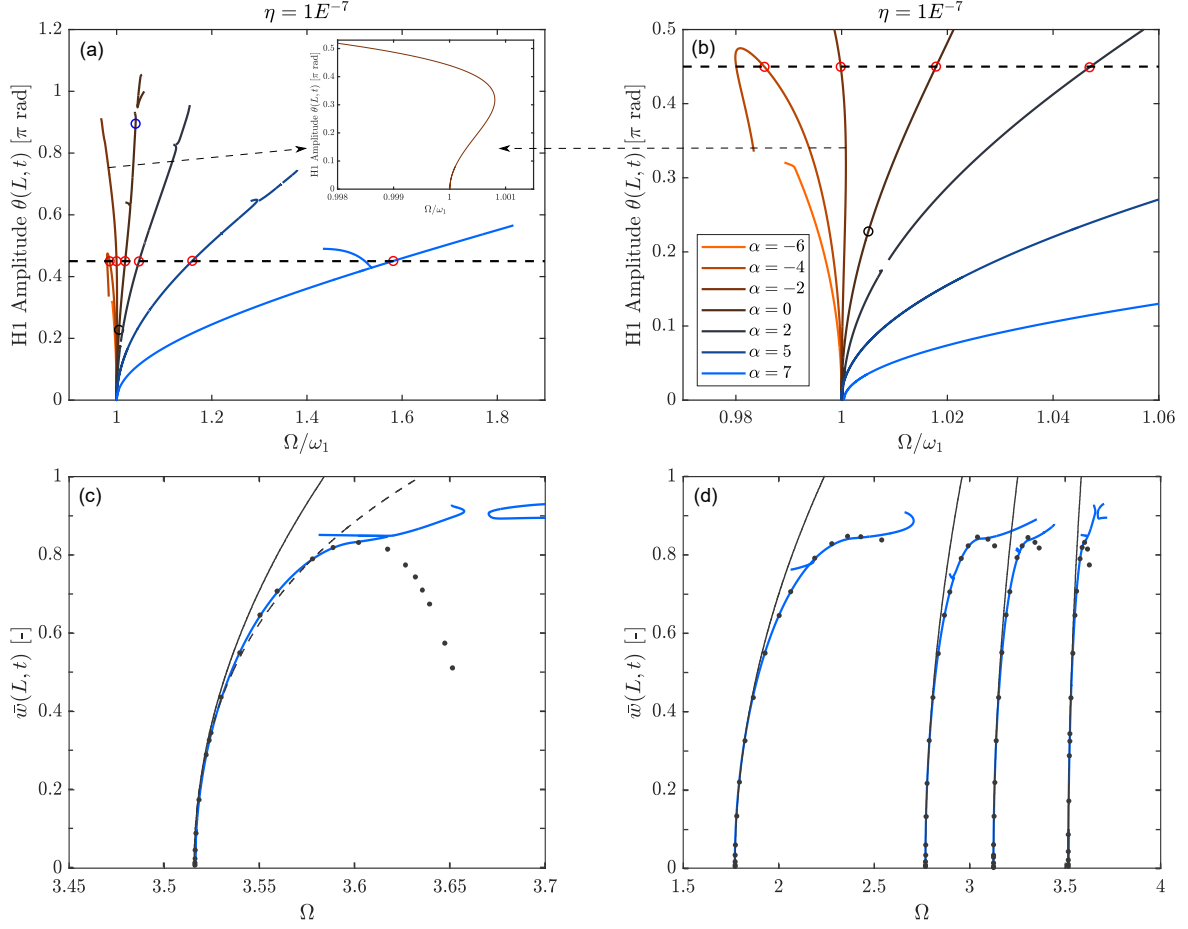 η = 1E⁻⁷
(a)
H1 Amplitude θ(L, t) [π rad]
1.2
1
0.8
0.6
0.4
0.2
0
1
1.2
1.4
1.6
1.8
Ω/ω₁
H1 Amplitude θ(L, t) [π rad]
0.5
0.4
0.3
0.2
0.1
0
0.998
0.999
1
1.001
Ω/ω₁
η = 1E⁻⁷
(b)
H1 Amplitude θ(L, t) [π rad]
0.5
0.4
0.3
0.2
0.1
0
α = −6
α = −4
α = −2
α = 0
α = 2
α = 5
α = 7
0.98
1
1.02
1.04
1.06
Ω/ω₁
(c)
w̄(L, t) [-]
1
0.8
0.6
0.4
0.2
0
3.45
3.5
3.55
3.6
3.65
3.7
Ω
(d)
w̄(L, t) [-]
1
0.8
0.6
0.4
0.2
0
1.5
2
2.5
3
3.5
4
Ω